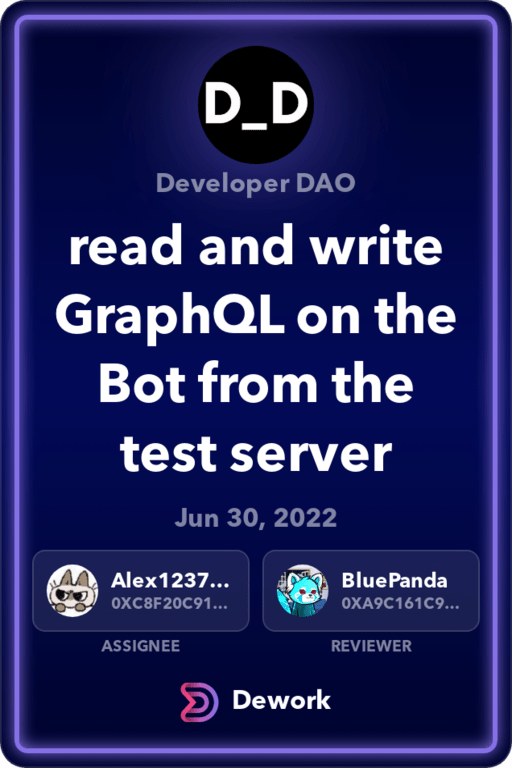 D_D
Developer DAO
read and write
GraphQL on the
Bot from the
test server
Jun 30, 2022
Alex1237...
0XC8F20C91...
BluePanda
0XA9C161C9...
ASSIGNEE
REVIEWER
Dework